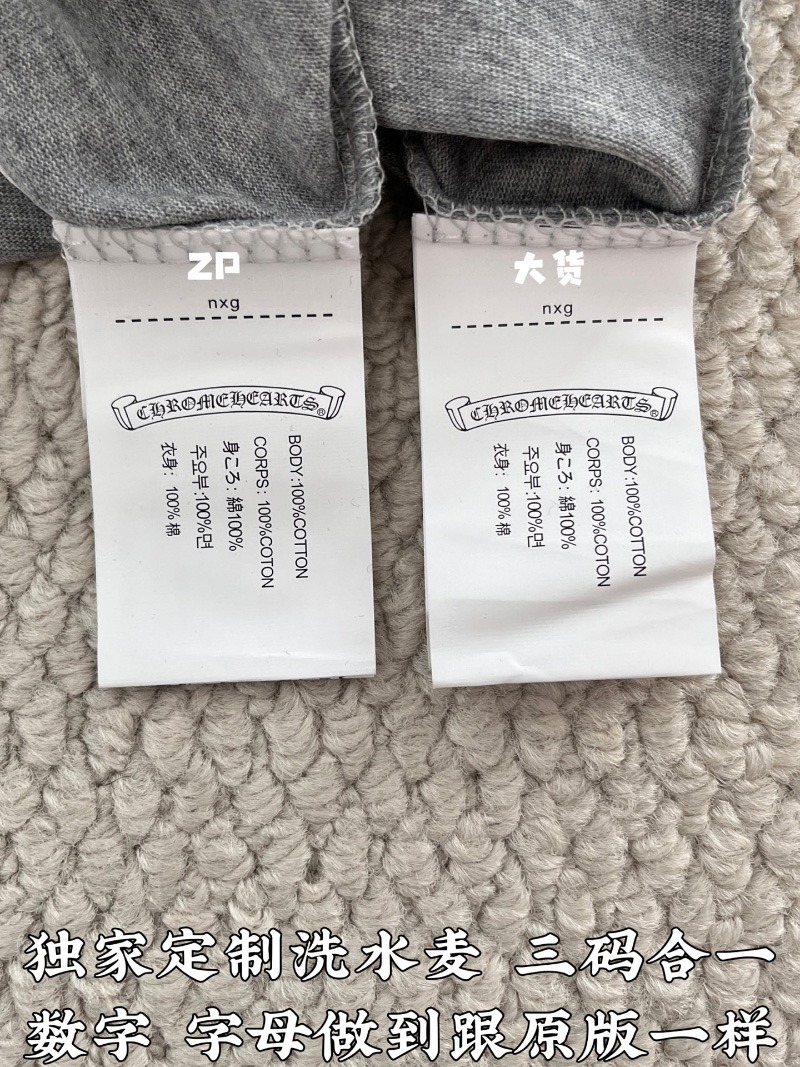 ZP
nxg
CHROMEHEARTS®
BODY:100%COTTON
CORPS: 100%COTON
身ころ: 綿100%
주요부:100%면
衣身: 100% 棉
大货
nxg
CHROMEHEARTS®
BODY:100%COTTON
CORPS: 100%COTON
身ころ: 綿100%
주요부:100%면
衣身: 100% 棉
独家定制洗水麦 三码合一
数字 字母做到跟原版一样